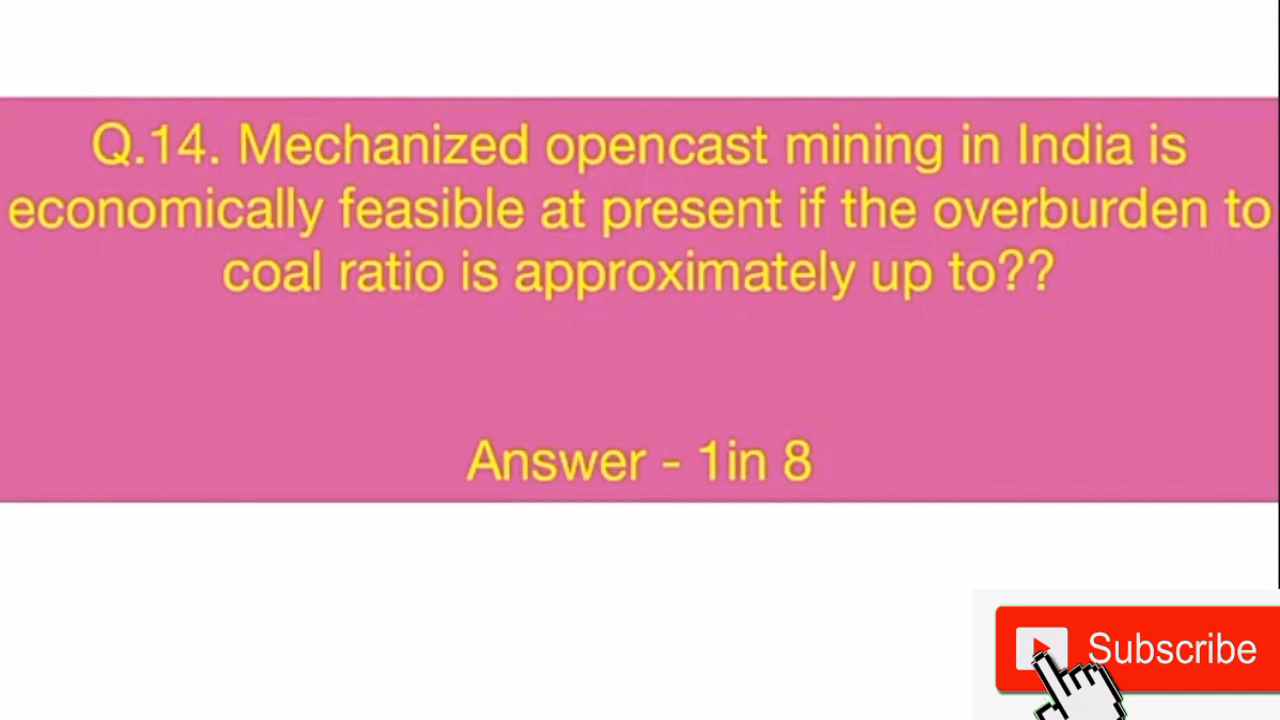 Q.14. Mechanized opencast mining in India is
economically feasible at present if the overburden to
coal ratio is approximately up to??
Answer - 1in 8
Subscribe